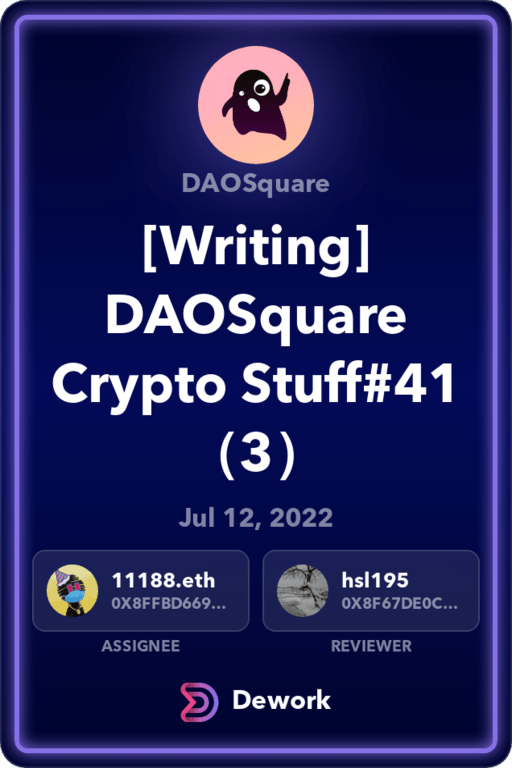 DAOSquare
[Writing]
DAOSquare
Crypto Stuff#41
（3）
Jul 12, 2022
11188.eth
0X8FFBD669...
hsl195
0X8F67DE0C...
ASSIGNEE
REVIEWER
Dework